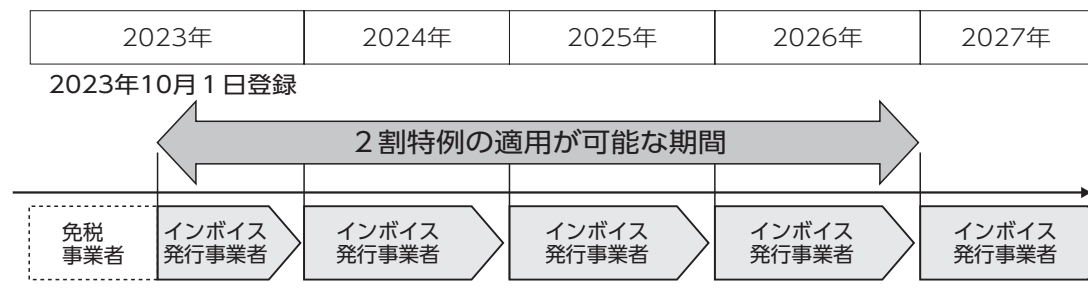 2023年
2024年
2025年
2026年
2027年
2023年10月１日登録
２割特例の適用が可能な期間
免税
事業者
インボイス
発行事業者
インボイス
発行事業者
インボイス
発行事業者
インボイス
発行事業者
インボイス
発行事業者